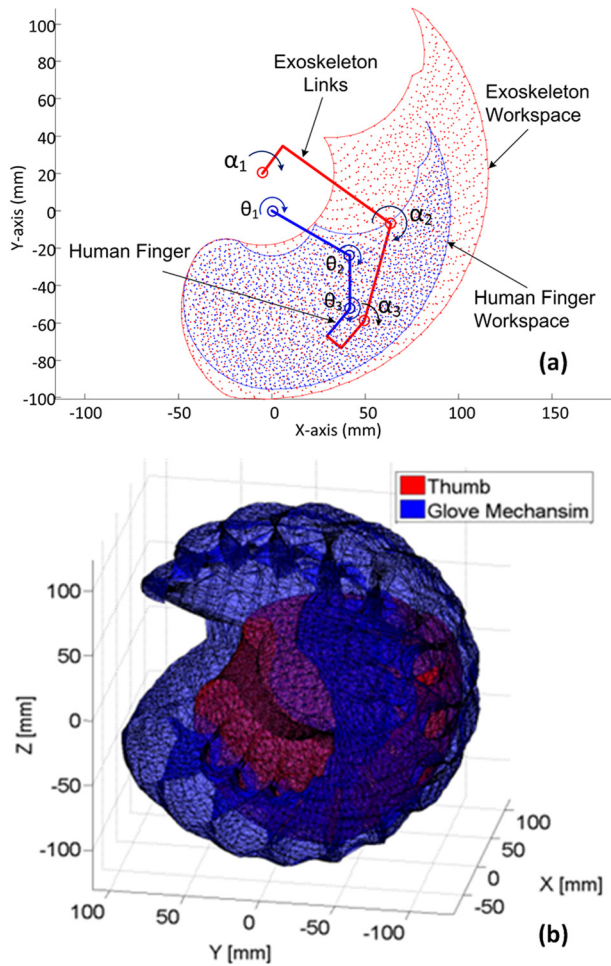 100
80
60
40
20
0
-20
-40
-60
-80
-100
Y-axis (mm)
-100
-50
0
50
100
150
X-axis (mm)
Exoskeleton
Links
Exoskeleton
Workspace
α1
θ1
α2
θ2
Human Finger
θ3
α3
Human Finger
Workspace
(a)
Thumb
Glove Mechansim
100
50
0
-50
-100
Z [mm]
100
50
0
-50
-100
Y [mm]
100
50
0
-50
X [mm]
(b)